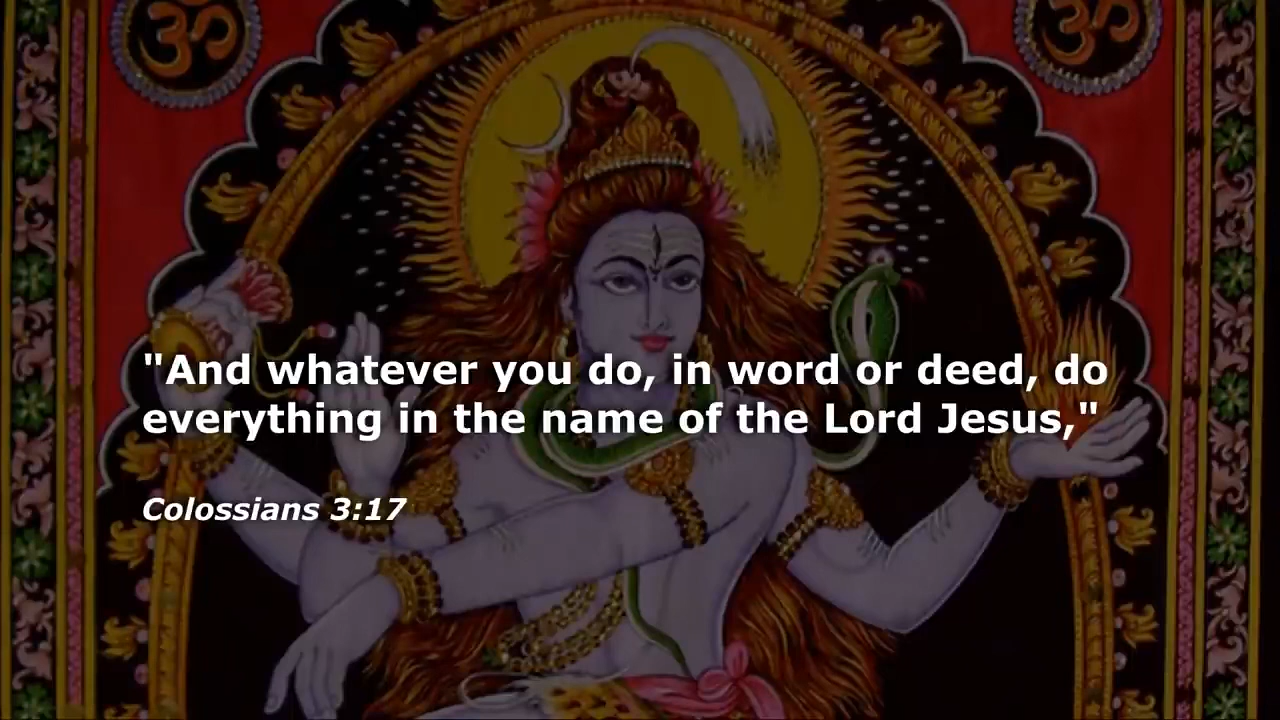 ॐ ॐ
"And whatever you do, in word or deed, do
everything in the name of the Lord Jesus,"
Colossians 3:17